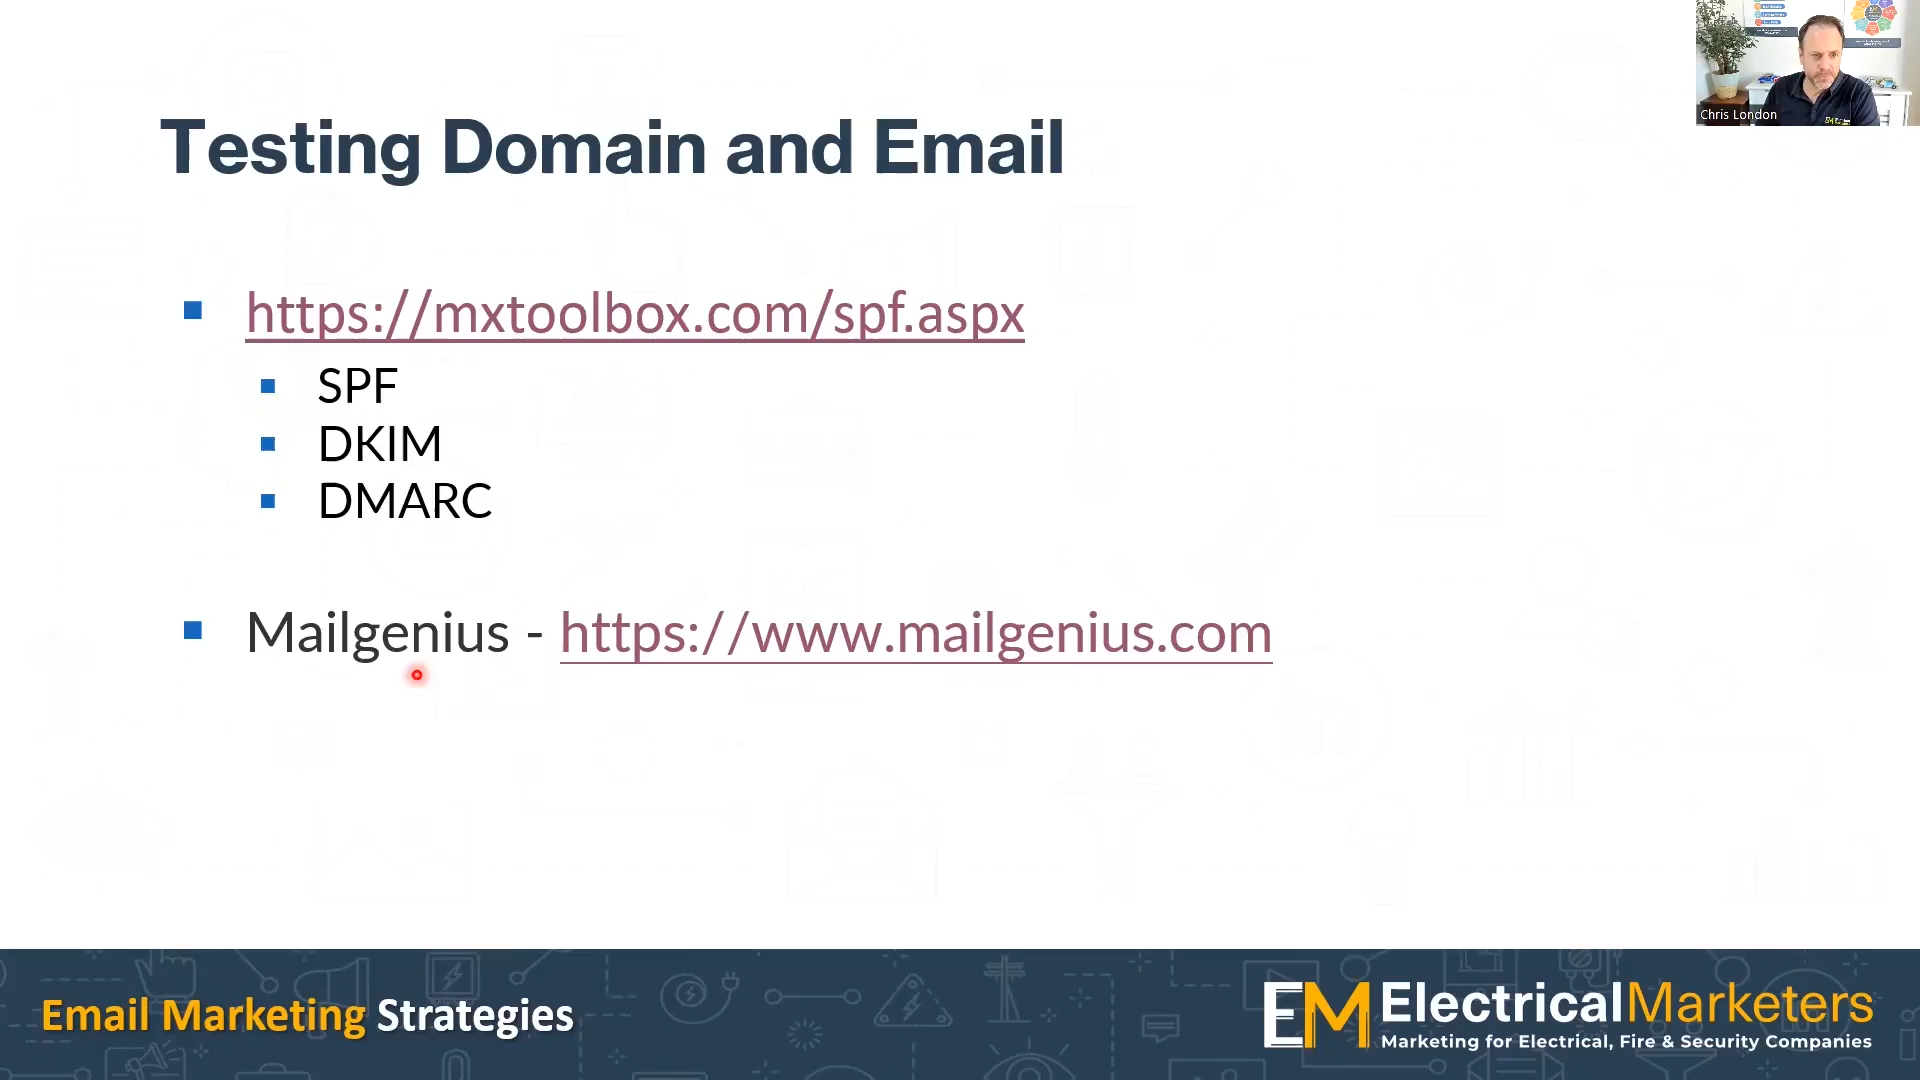 Chris London
Testing Domain and Email
https://mxtoolbox.com/spf.aspx
SPF
DKIM
DMARC
Mailgenius - https://www.mailgenius.com
Email Marketing Strategies
EM ElectricalMarketers
Marketing for Electrical, Fire & Security Companies